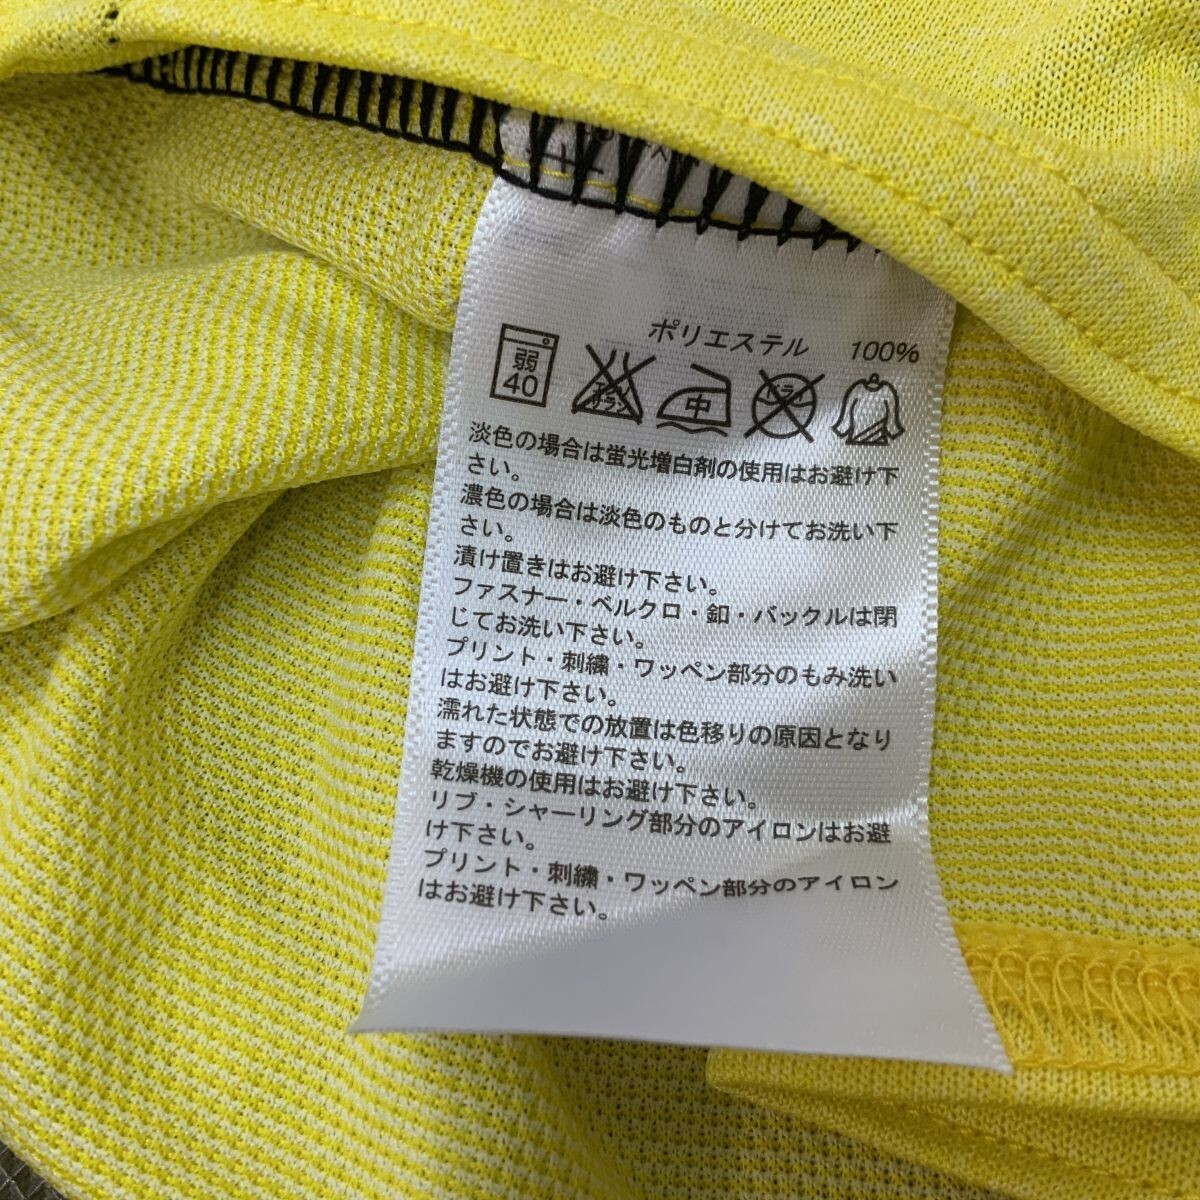 ポリエステル 100%
弱
40
エンソ
サラシ
中
ドライ
淡色の場合は蛍光増白剤の使用はお避け下
さい。
濃色の場合は淡色のものと分けてお洗い下
さい。
漬け置きはお避け下さい。
ファスナー・ベルクロ・釦・バックルは閉
じてお洗い下さい。
プリント・刺繍・ワッペン部分のもみ洗い
はお避け下さい。
濡れた状態での放置は色移りの原因となり
ますのでお避け下さい。
乾燥機の使用はお避け下さい。
リブ・シャーリング部分のアイロンはお避
け下さい。
プリント・刺繍・ワッペン部分のアイロン
はお避け下さい。